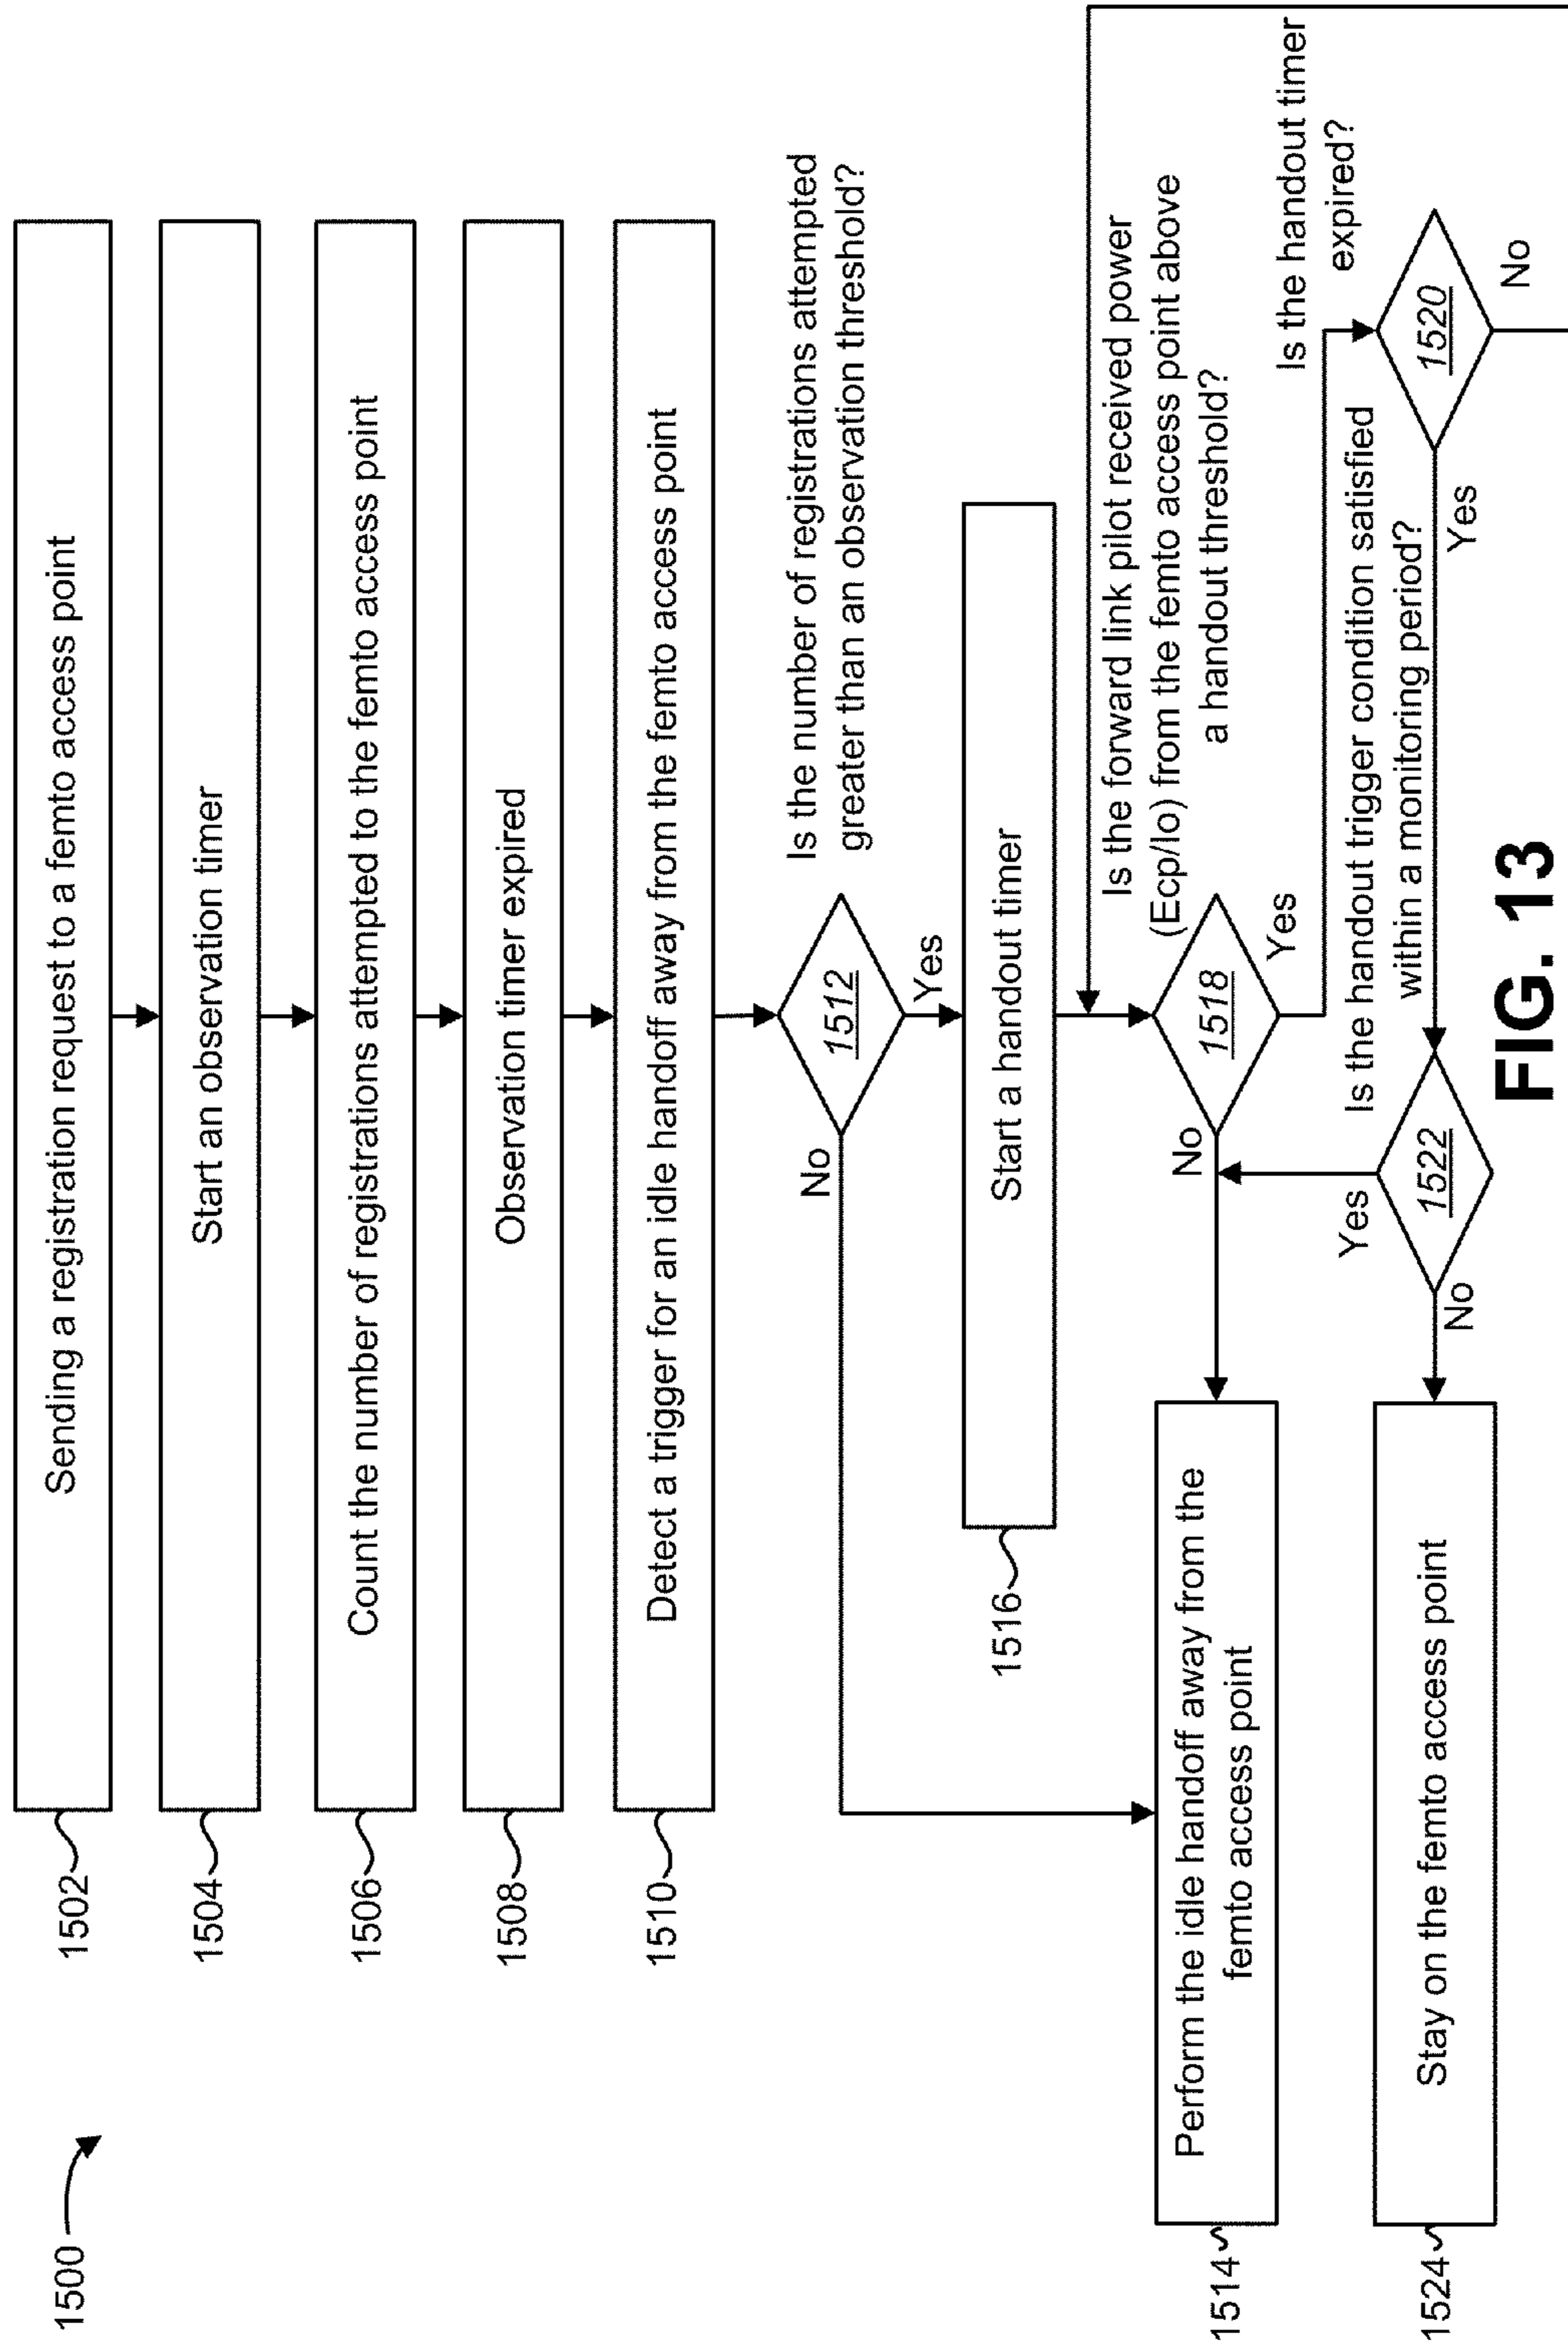 1500
1502
Sending a registration request to a femto access point
1504
Start an observation timer
1506
Count the number of registrations attempted to the femto access point
1508
Observation timer expired
1510
Detect a trigger for an idle handoff away from the femto access point
1512
Is the number of registrations attempted
greater than an observation threshold?
No
Yes
1516
Start a handout timer
1518
Is the forward link pilot received power
(Ecp/Io) from the femto access point above
a handout threshold?
No
Yes
1514
Perform the idle handoff away from the
femto access point
Is the handout timer
expired?
1520
Yes
No
Is the handout trigger condition satisfied
within a monitoring period?
1522
Yes
No
1524
Stay on the femto access point
FIG. 13